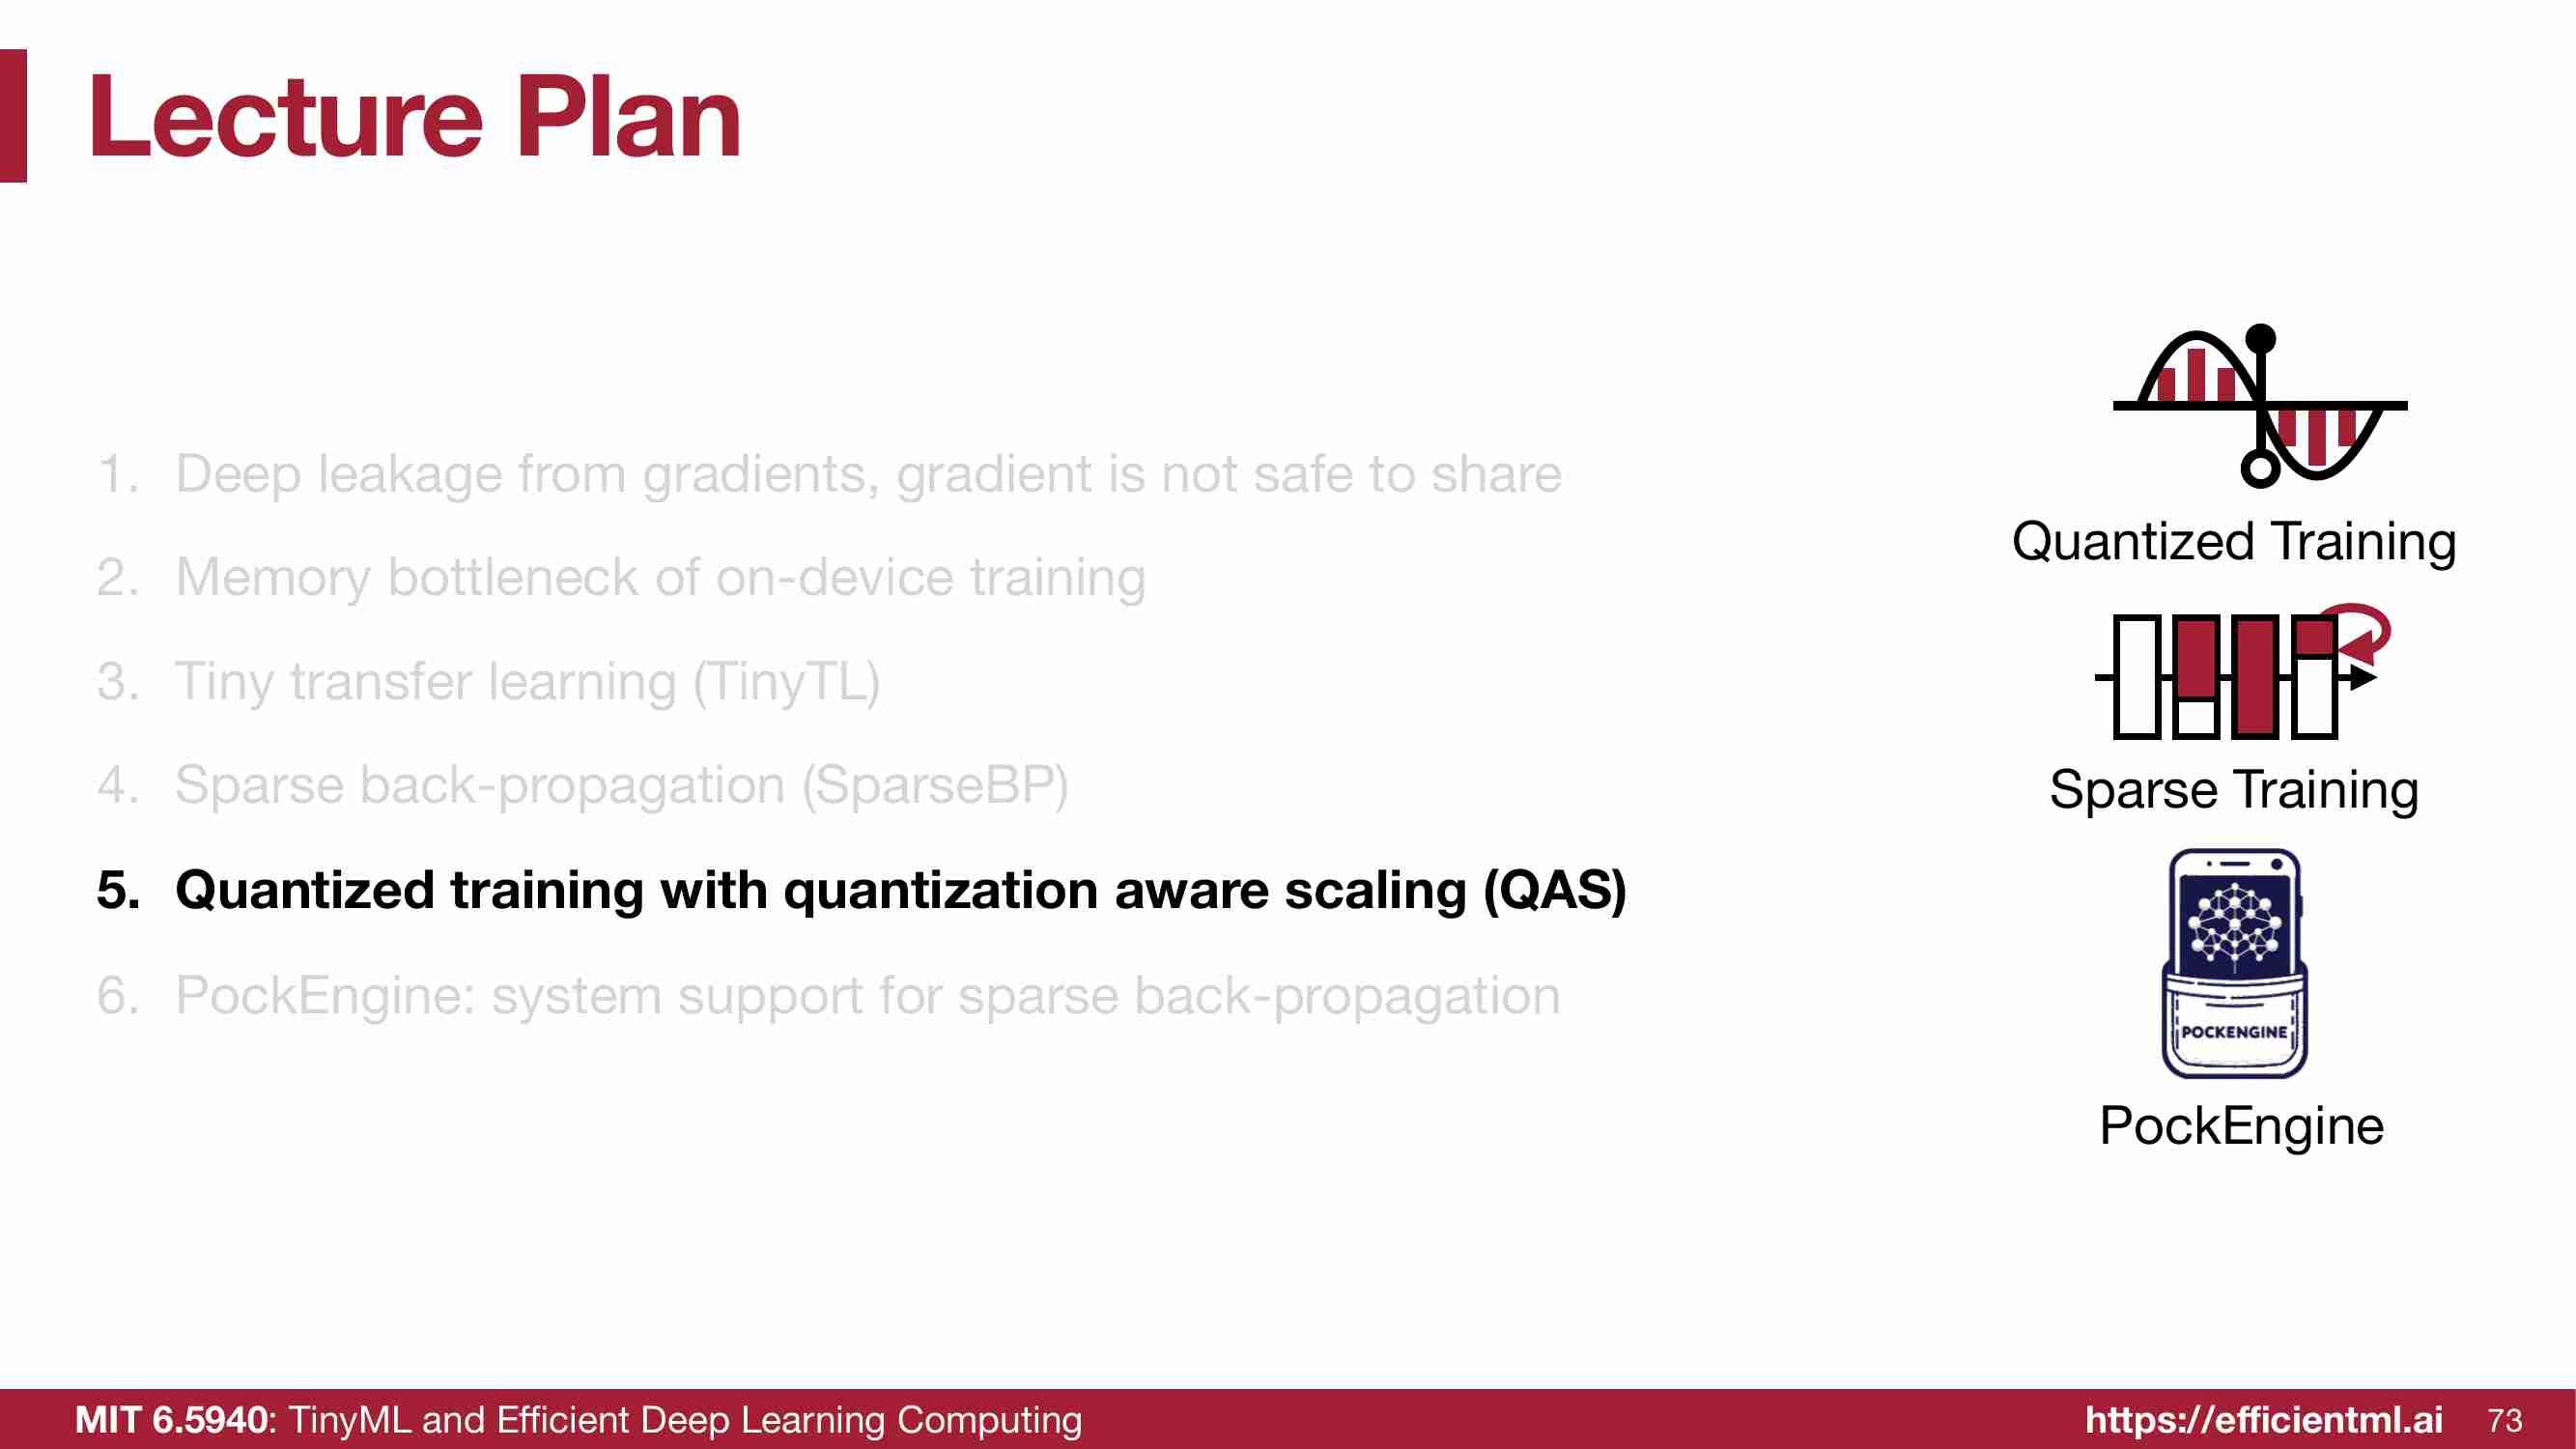 Lecture Plan
1. Deep leakage from gradients, gradient is not safe to share
2. Memory bottleneck of on-device training
3. Tiny transfer learning (TinyTL)
4. Sparse back-propagation (SparseBP)
5. Quantized training with quantization aware scaling (QAS)
6. PockEngine: system support for sparse back-propagation
Quantized Training
Sparse Training
POCKENGINE
PockEngine
MIT 6.5940: TinyML and Efficient Deep Learning Computing
https://efficientml.ai
73